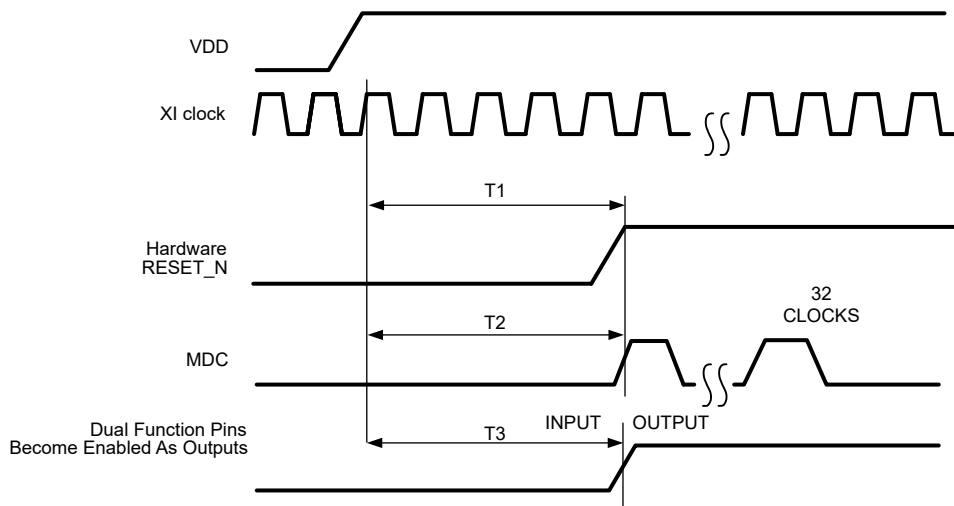 VDD
XI clock
T1
Hardware
RESET_N
32
CLOCKS
T2
MDC
INPUT
OUTPUT
Dual Function Pins
Become Enabled As Outputs
T3